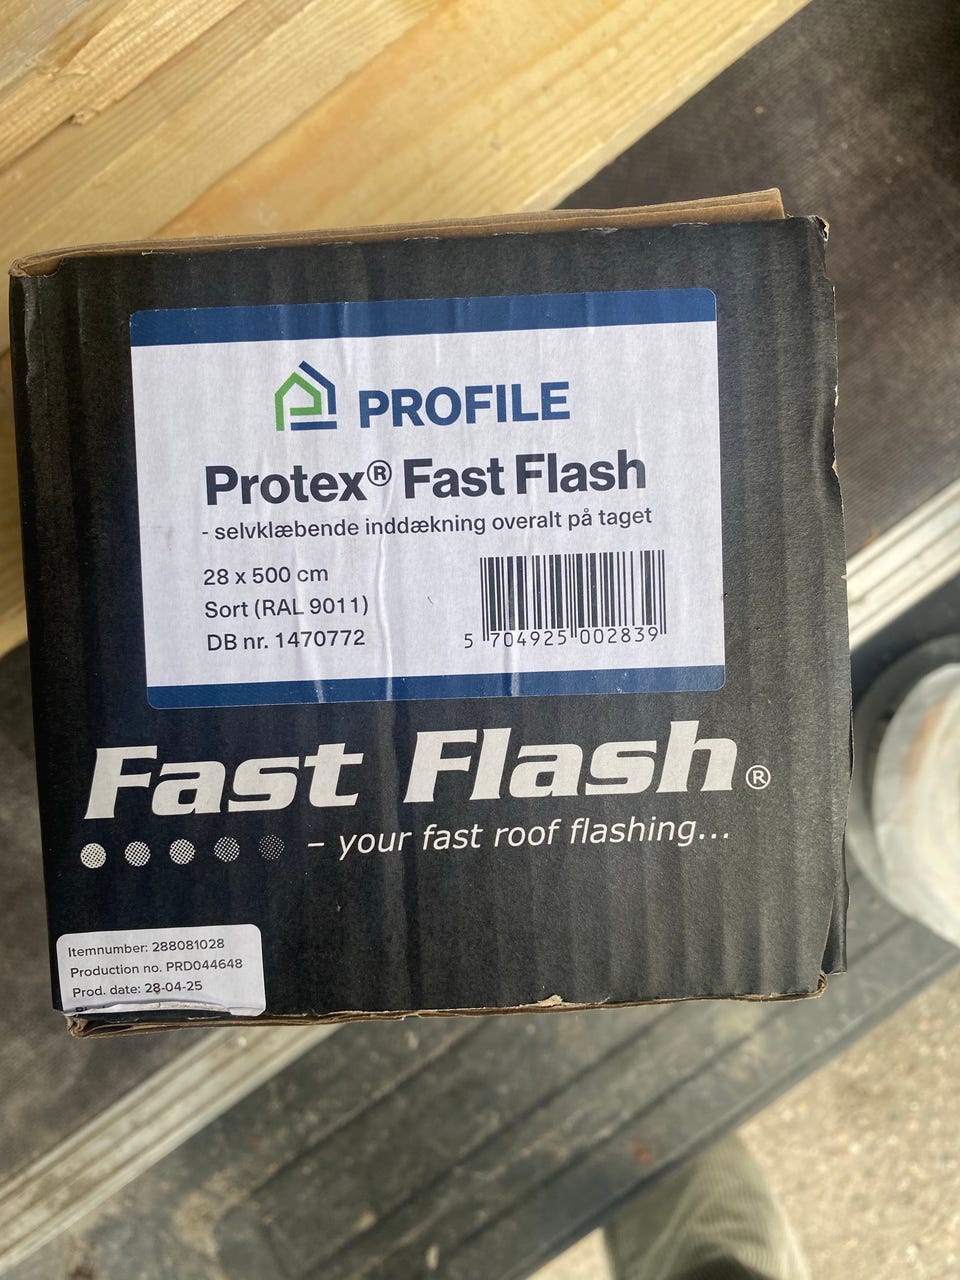 PROFILE
Protex® Fast Flash
- selvklæbende inddækning overalt på taget
28 x 500 cm
Sort (RAL 9011)
DB nr. 1470772
5 704925 002839
Fast Flash®
– your fast roof flashing...
Itemnumber: 288081028
Production no. PRD044648
Prod. date: 28-04-25